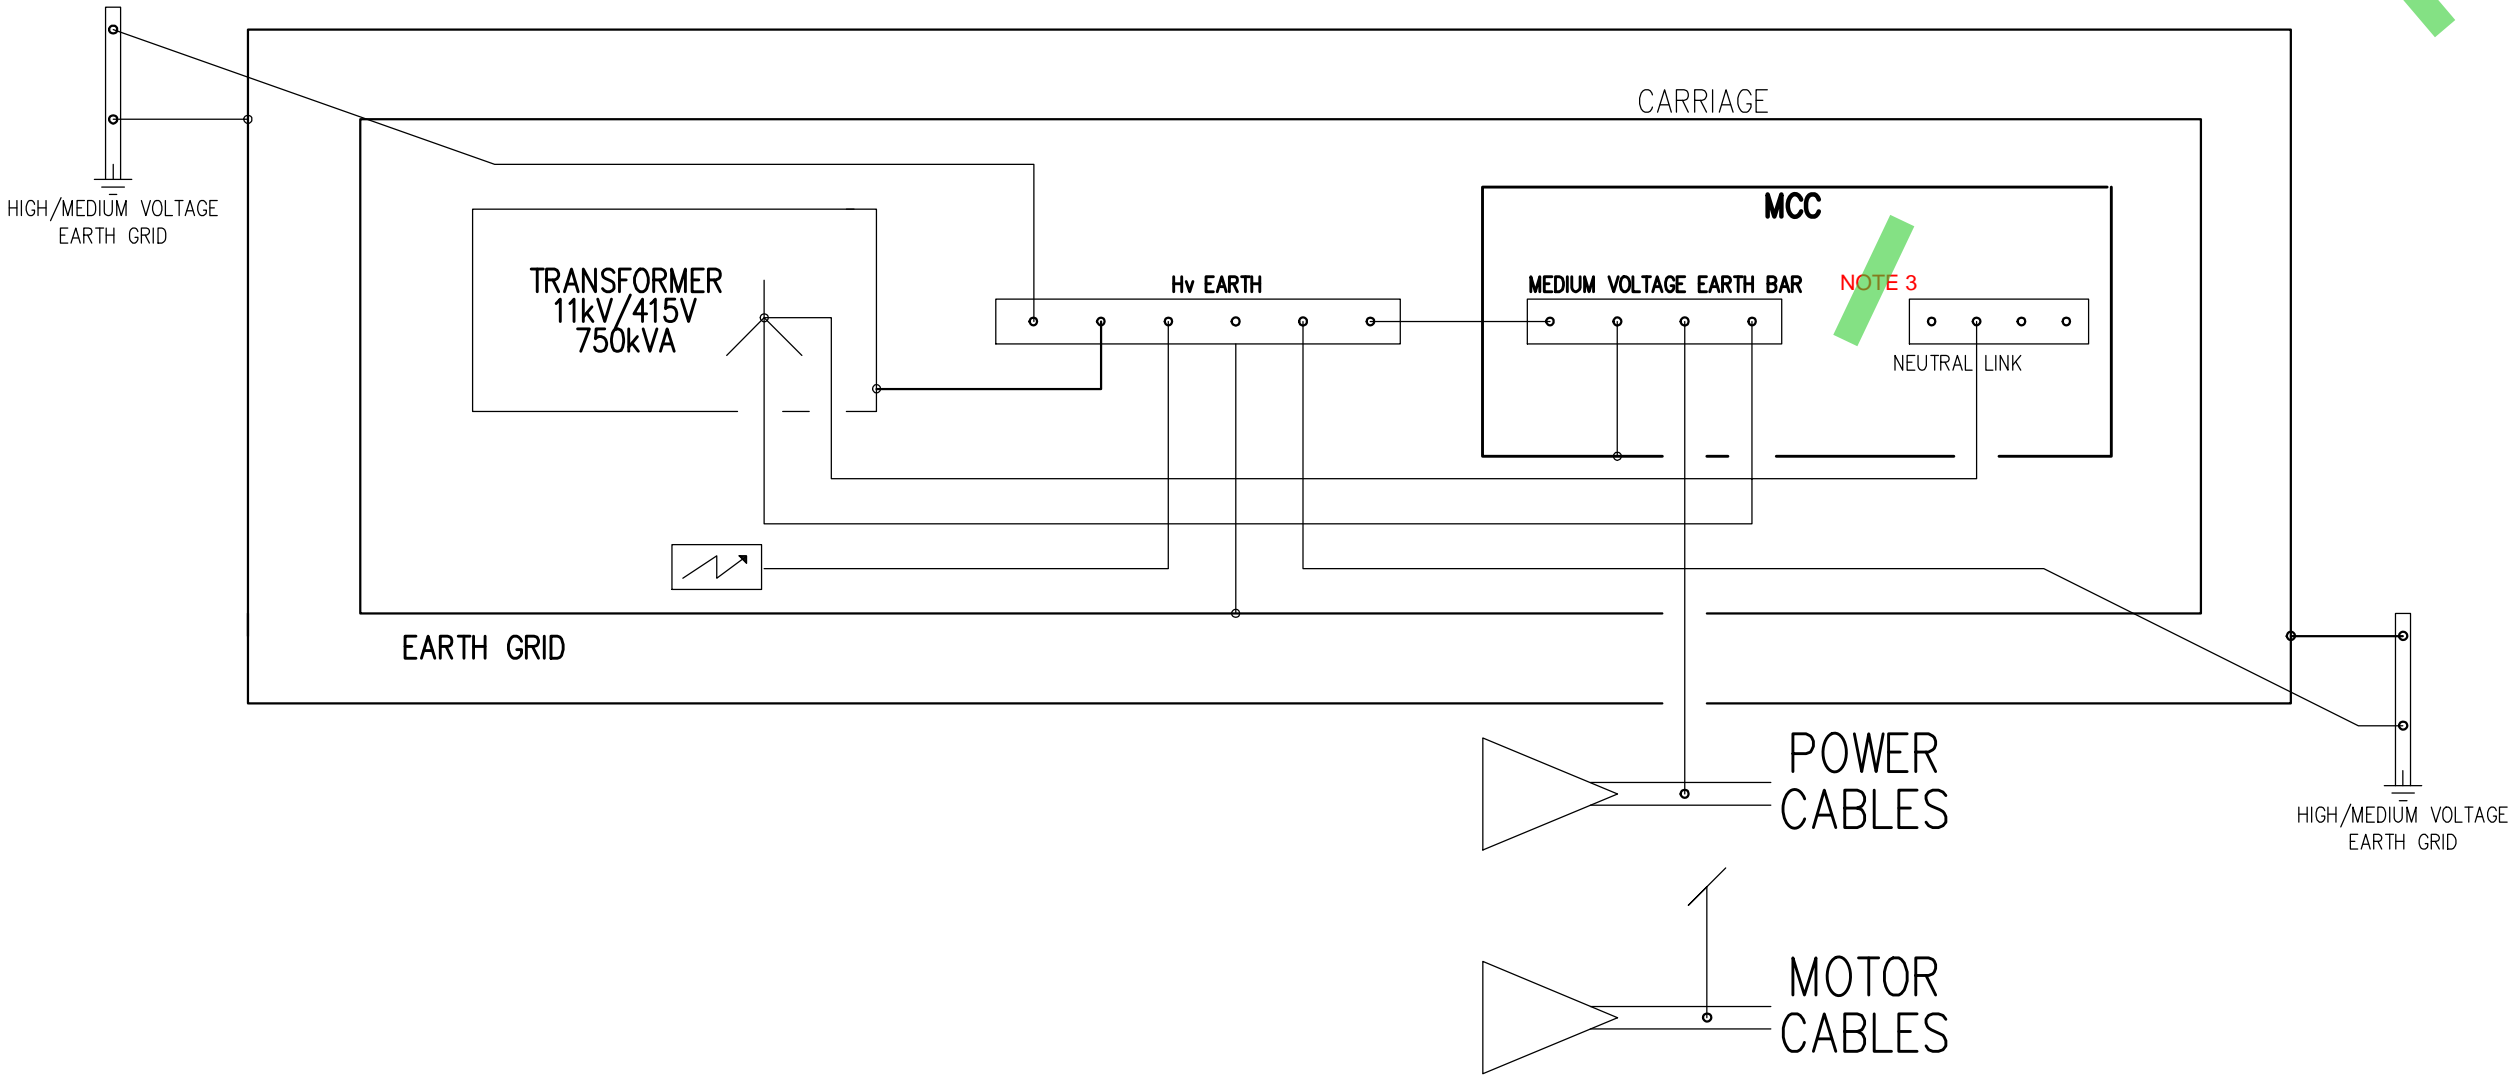 CARRIAGE
MCC
HIGH/MEDIUM VOLTAGE
EARTH GRID
TRANSFORMER
11kV/415V
750kVA
Hv EARTH
MEDIUM VOLTAGE EARTH BAR
NOTE 3
NEUTRAL LINK
EARTH GRID
POWER
CABLES
HIGH/MEDIUM VOLTAGE
EARTH GRID
MOTOR
CABLES